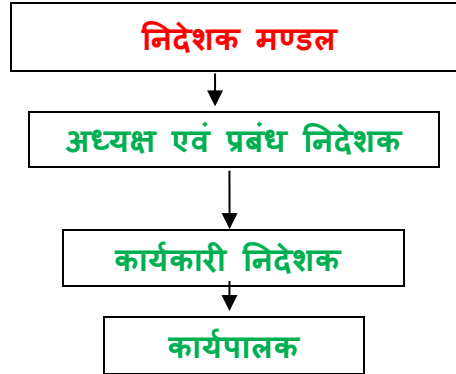 निदेशक मण्डल
अध्यक्ष एवं प्रबंध निदेशक
कार्यकारी निदेशक
कार्यपालक